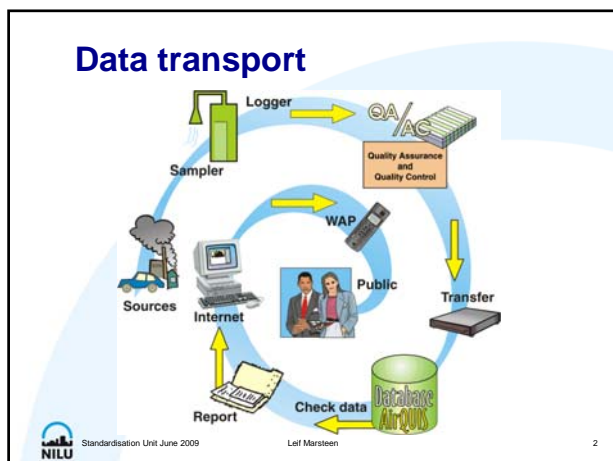 Data transport
Logger
QA/
AC
Sampler
Quality Assurance
and
Quality Control
WAP
Sources
Internet
Public
Transfer
Report
Check data
Database
AirQUIS
NILU
Standardisation Unit June 2009
Leif Marsteen
2